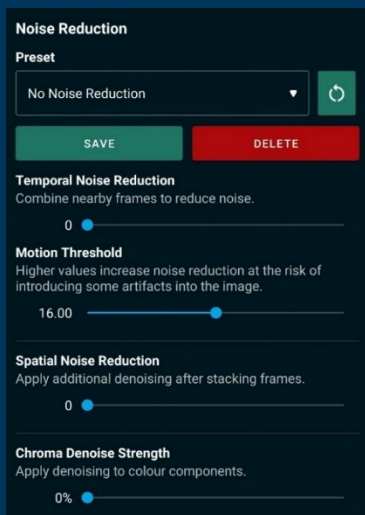 Noise Reduction
Preset
No Noise Reduction
SAVE
DELETE
Temporal Noise Reduction
Combine nearby frames to reduce noise.
0
Motion Threshold
Higher values increase noise reduction at the risk of
introducing some artifacts into the image.
16.00
Spatial Noise Reduction
Apply additional denoising after stacking frames.
0
Chroma Denoise Strength
Apply denoising to colour components.
0%